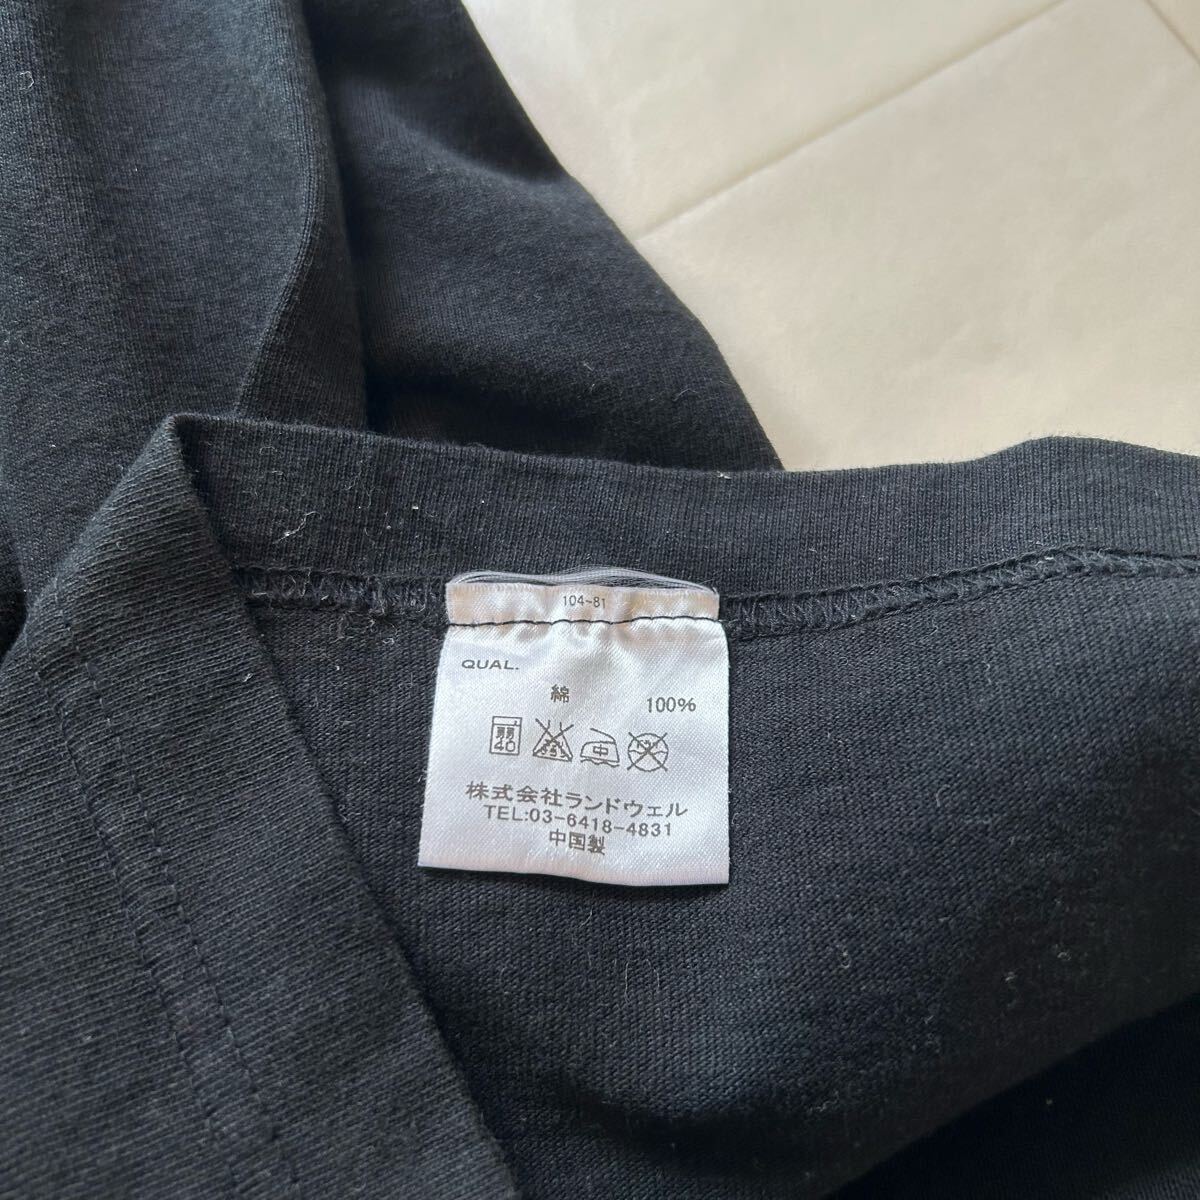 104-81
QUAL.
綿 100%
弱 40 中
株式会社ランドウェル
TEL:03-6418-4831
中国製